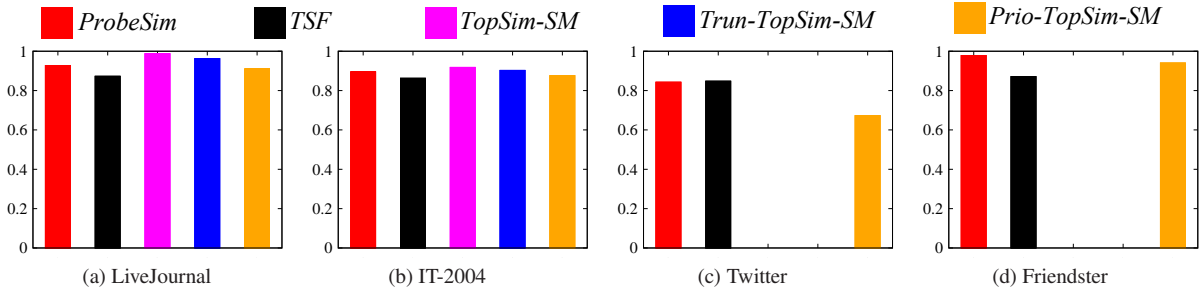 ProbeSim TSF TopSim-SM Trun-TopSim-SM Prio-TopSim-SM
1 1 1 1
0.8 0.8 0.8 0.8
0.6 0.6 0.6 0.6
0.4 0.4 0.4 0.4
0.2 0.2 0.2 0.2
0 0 0 0
(a) LiveJournal (b) IT-2004 (c) Twitter (d) Friendster